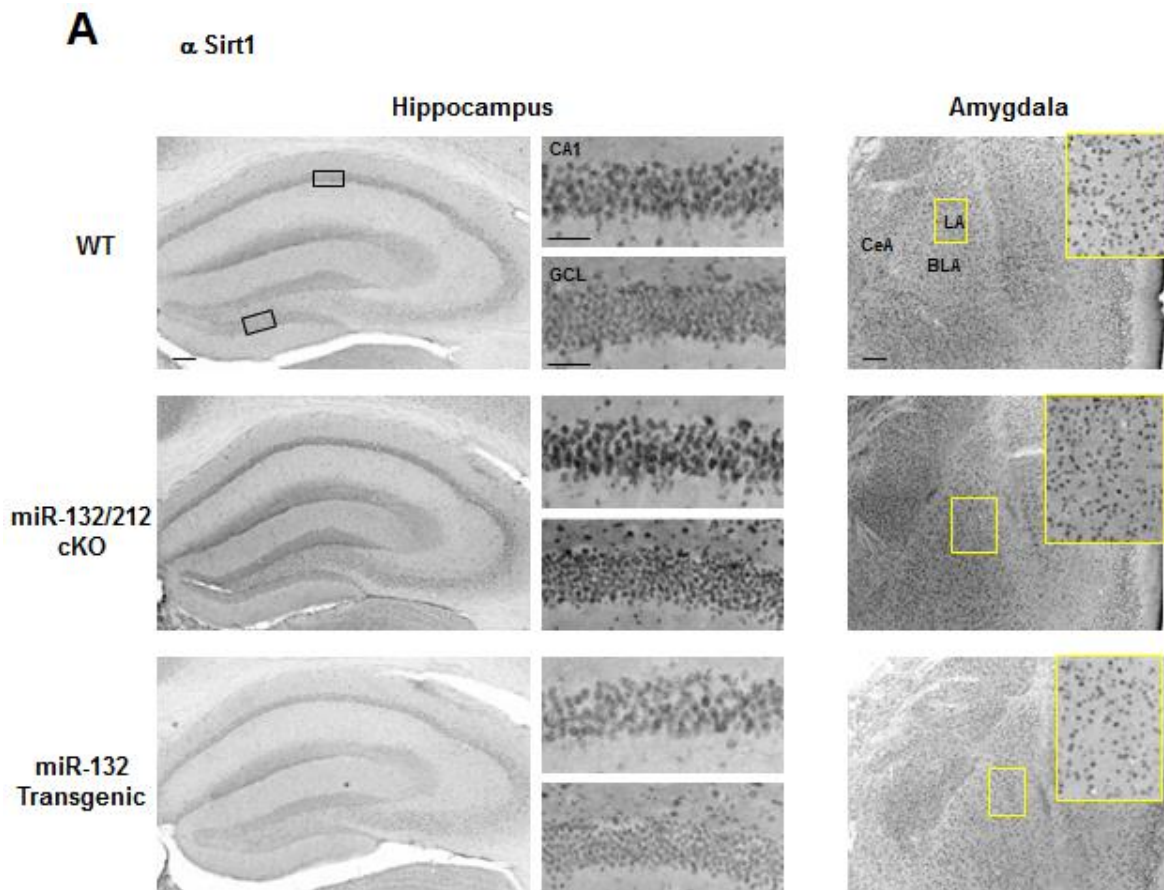 A
α Sirt1
Hippocampus
Amygdala
WT
CA1
GCL
LA
CeA
BLA
miR-132/212
cKO
miR-132
Transgenic